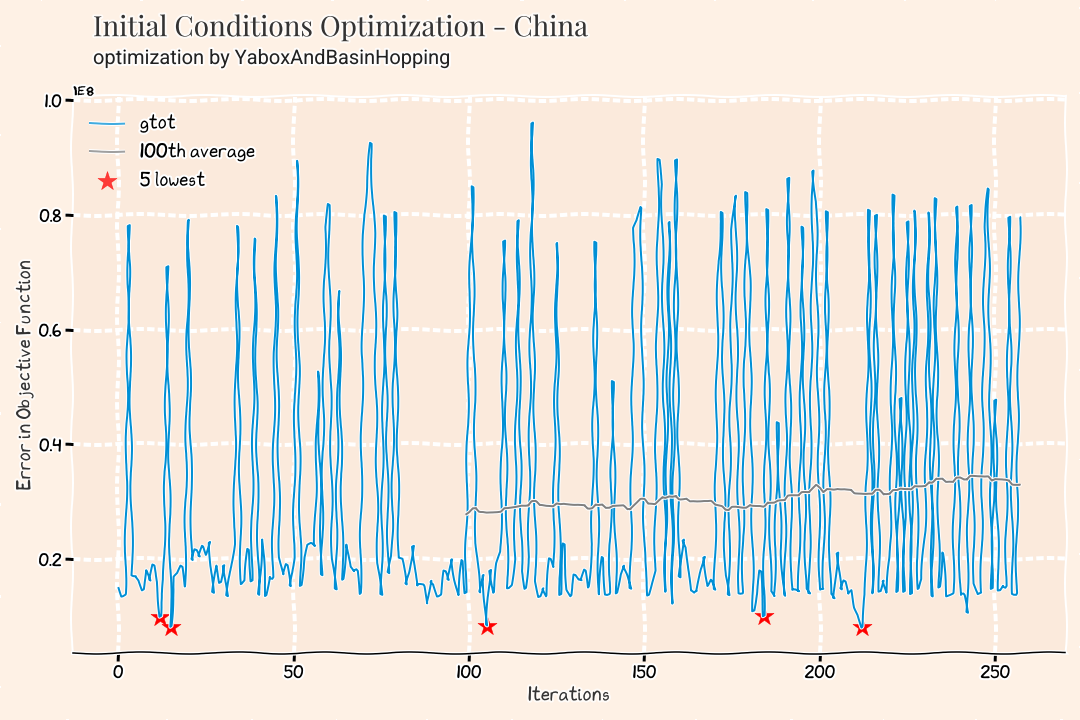 Initial Conditions Optimization - China
optimization by YaboxAndBasinHopping
1E8
1.0
gtot
100th average
5 lowest
0.8
0.6
0.4
0.2
Error in Objective Function
0 50 100 150 200 250
Iterations